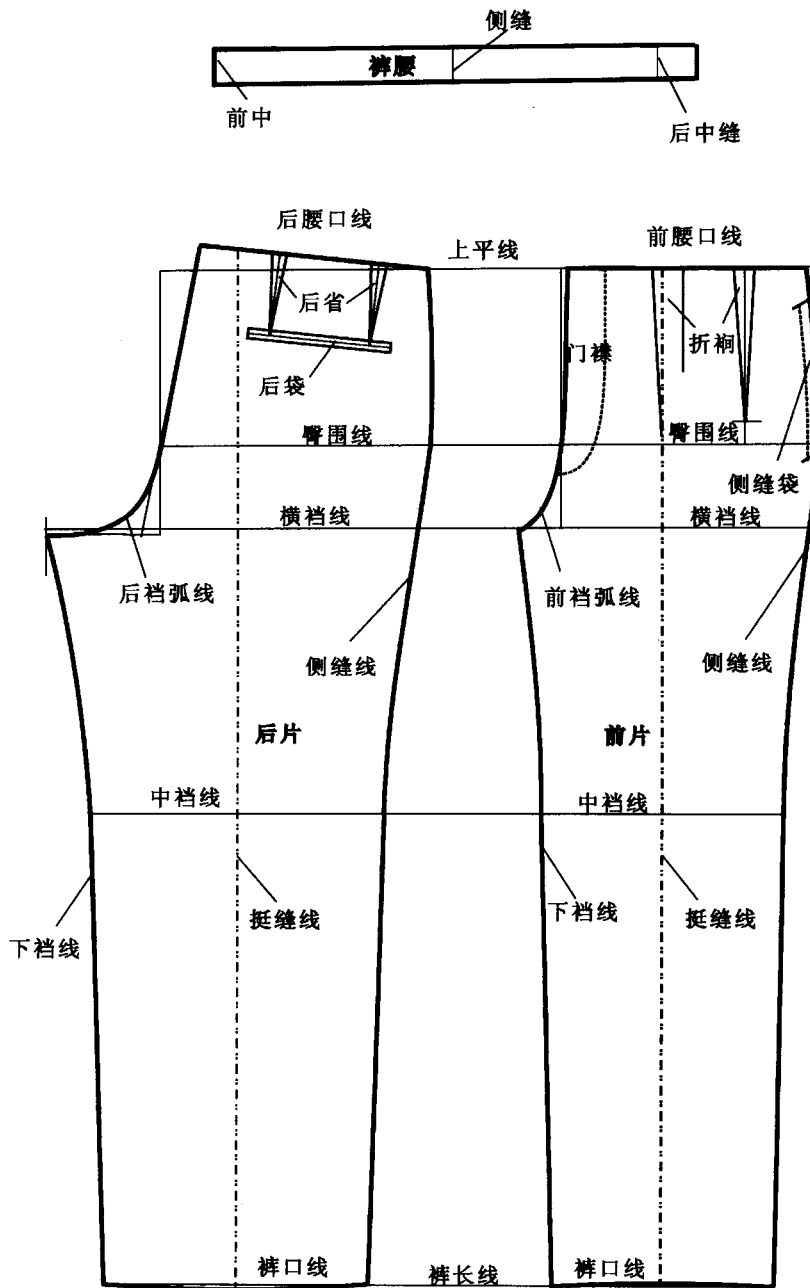 侧缝
裤腰
前中
后中缝
后腰口线
上平线
前腰口线
后省
折裥
门襟
后袋
臀围线
臀围线
侧缝袋
横裆线
横裆线
后裆弧线
前裆弧线
侧缝线
侧缝线
后片
前片
中裆线
中裆线
下裆线
挺缝线
下裆线
挺缝线
裤口线
裤长线
裤口线